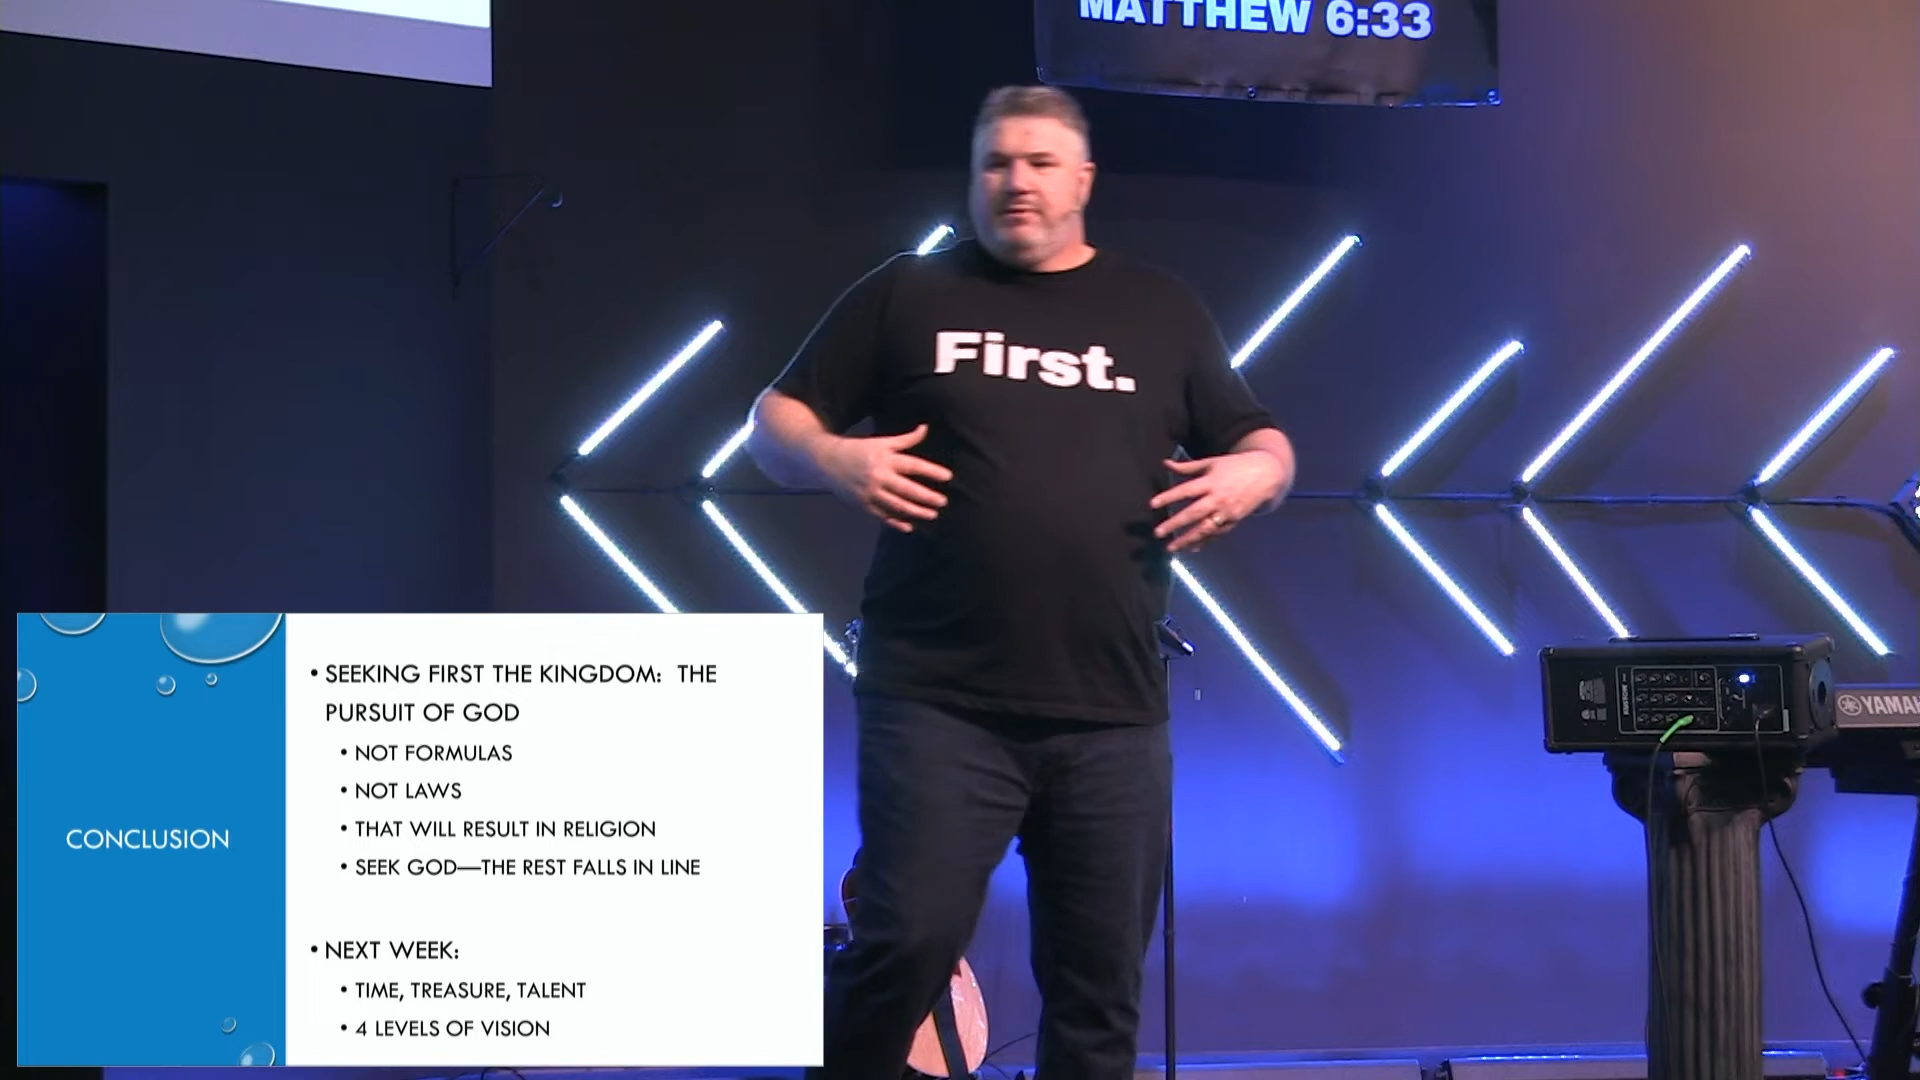 MATTHEW 6:33
First.
CONCLUSION
• SEEKING FIRST THE KINGDOM:  THE
PURSUIT OF GOD
• NOT FORMULAS
• NOT LAWS
• THAT WILL RESULT IN RELIGION
• SEEK GOD—THE REST FALLS IN LINE
• NEXT WEEK:
• TIME, TREASURE, TALENT
• 4 LEVELS OF VISION